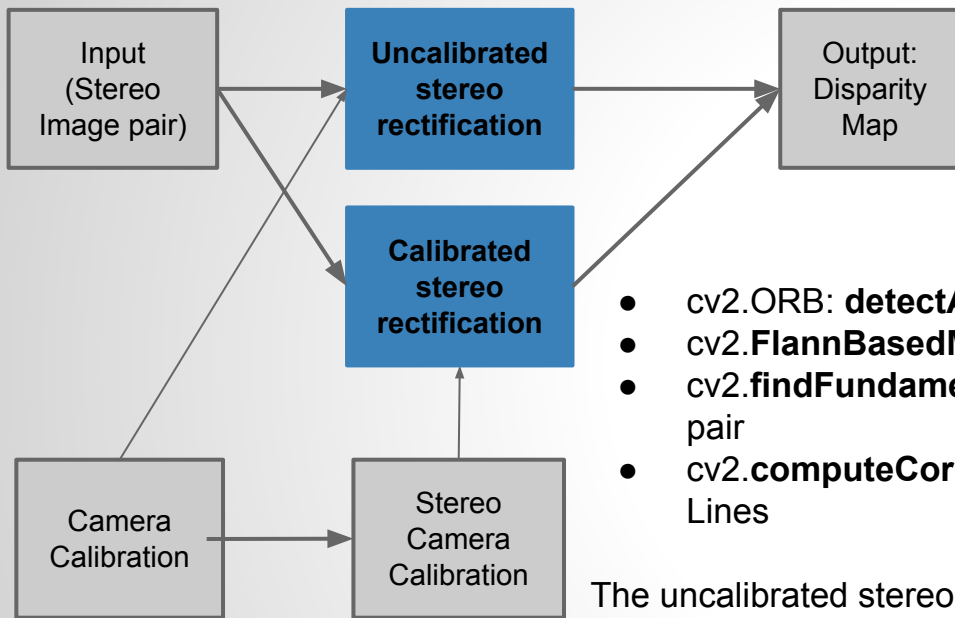 Input
(Stereo
Image pair)
Uncalibrated
stereo
rectification
Output:
Disparity
Map
Calibrated
stereo
rectification
Camera
Calibration
Stereo
Camera
Calibration
● cv2.ORB: detectA
● cv2.FlannBasedM
● cv2.findFundame
pair
● cv2.computeCor
Lines
The uncalibrated stereo